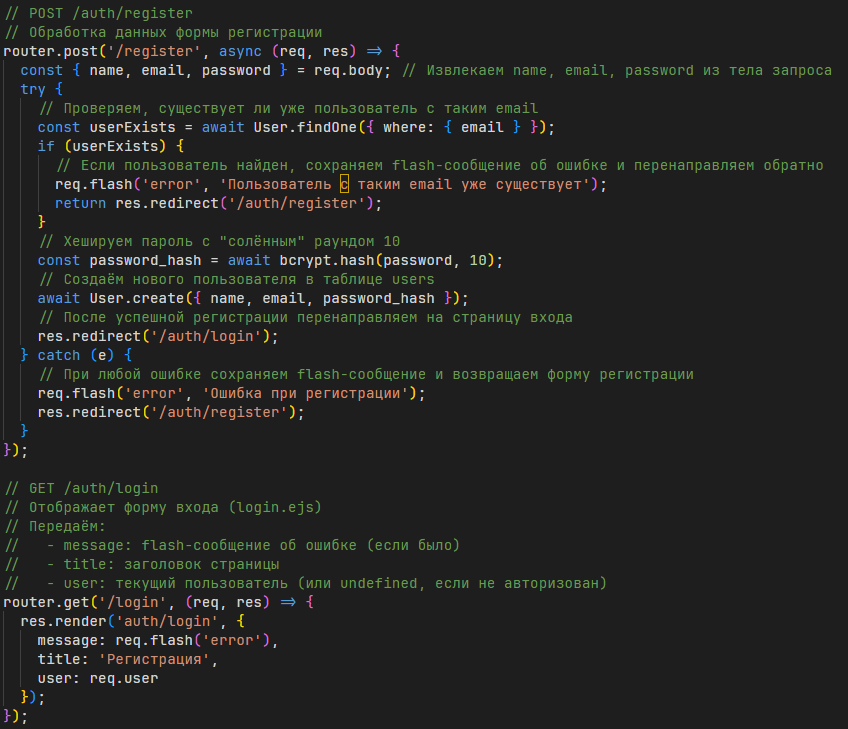 // POST /auth/register
// Обработка данных формы регистрации
router.post('/register', async (req, res) => {
  const { name, email, password } = req.body; // Извлекаем name, email, password из тела запроса
  try {
    // Проверяем, существует ли уже пользователь с таким email
    const userExists = await User.findOne({ where: { email } });
    if (userExists) {
      // Если пользователь найден, сохраняем flash-сообщение об ошибке и перенаправляем обратно
      req.flash('error', 'Пользователь с таким email уже существует');
      return res.redirect('/auth/register');
    }
    // Хешируем пароль с "солённым" раундом 10
    const password_hash = await bcrypt.hash(password, 10);
    // Создаём нового пользователя в таблице users
    await User.create({ name, email, password_hash });
    // После успешной регистрации перенаправляем на страницу входа
    res.redirect('/auth/login');
  } catch (e) {
    // При любой ошибке сохраняем flash-сообщение и возвращаем форму регистрации
    req.flash('error', 'Ошибка при регистрации');
    res.redirect('/auth/register');
  }
});

// GET /auth/login
// Отображает форму входа (login.ejs)
// Передаём:
//   - message: flash-сообщение об ошибке (если было)
//   - title: заголовок страницы
//   - user: текущий пользователь (или undefined, если не авторизован)
router.get('/login', (req, res) => {
  res.render('auth/login', {
    message: req.flash('error'),
    title: 'Регистрация',
    user: req.user
  });
});